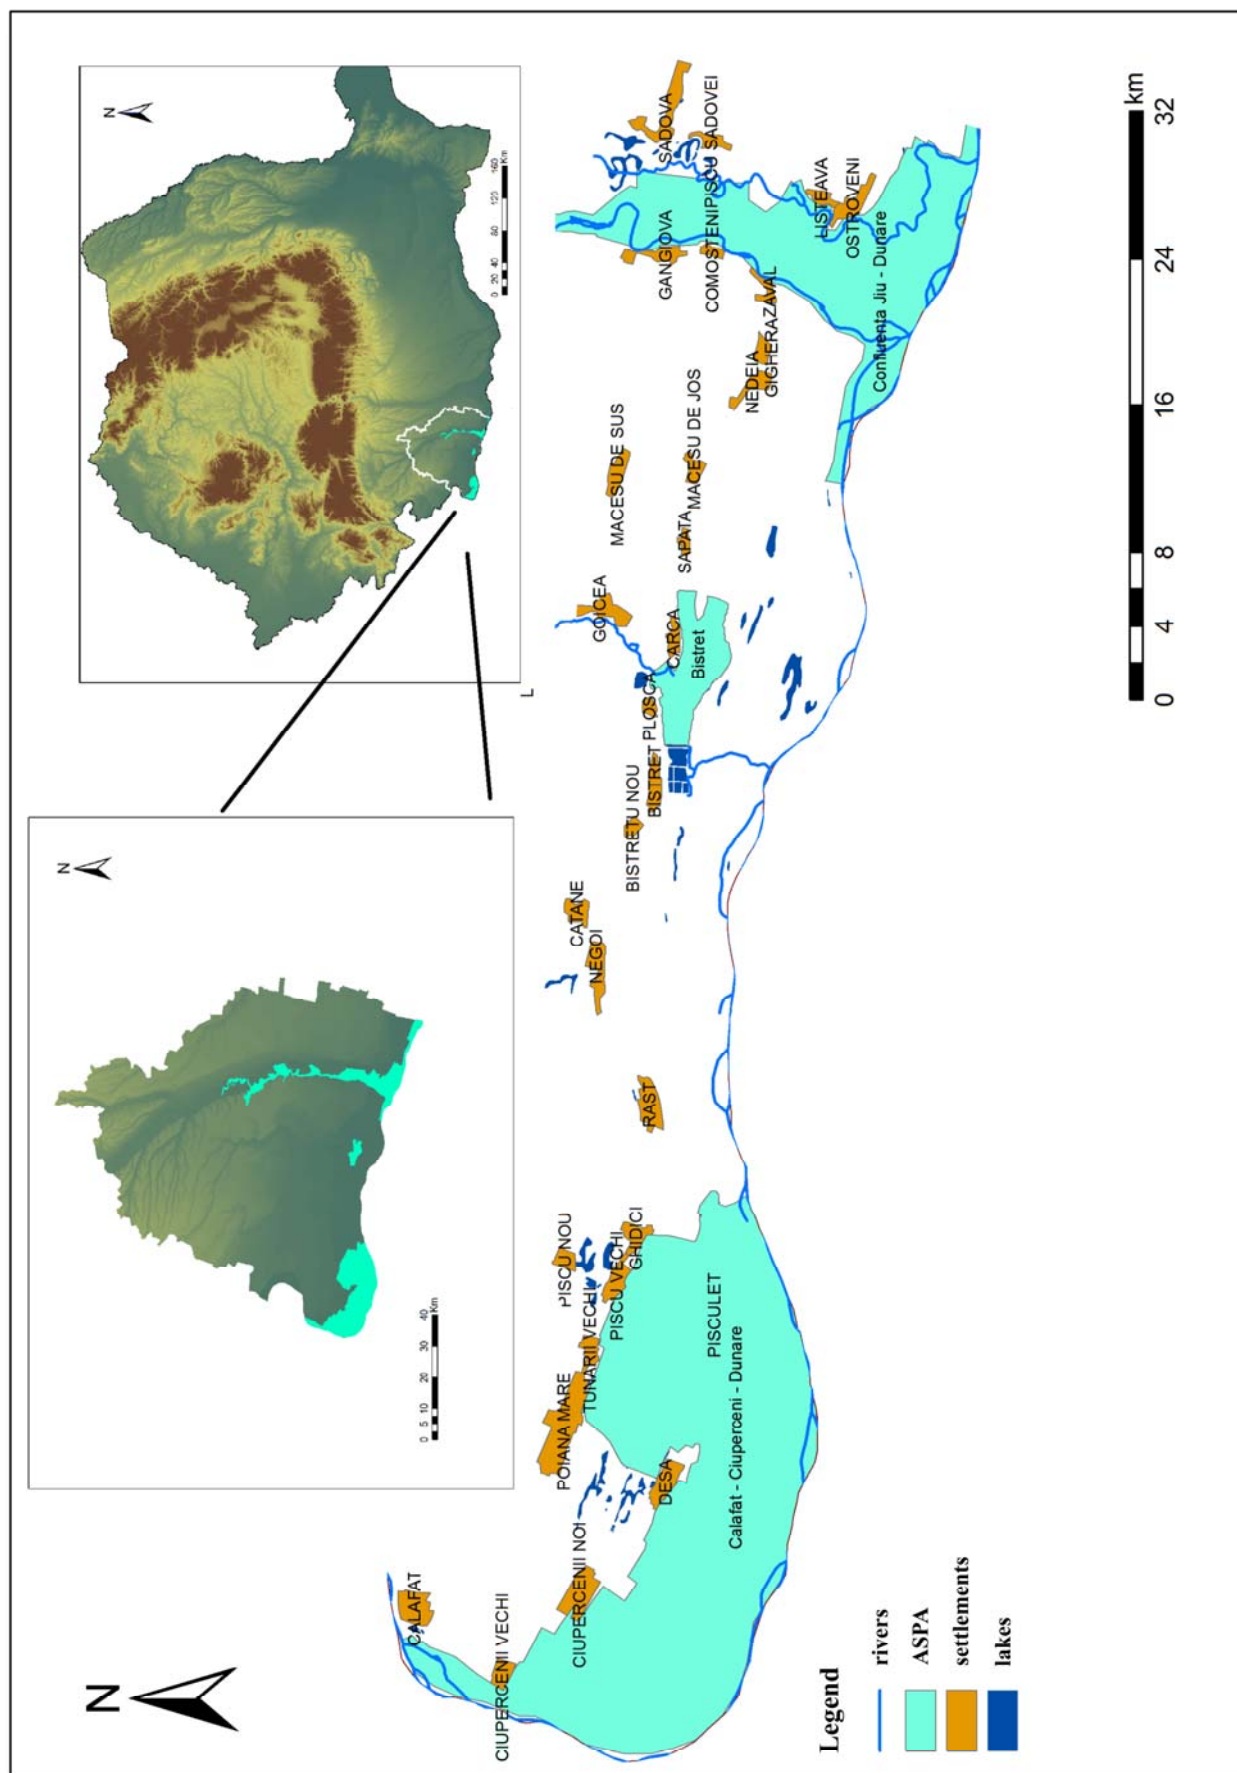 N
0 20 40 80 120 160
Km
N
0 5 10 20 30 40
Km
L
N
CALAFAT
CIUPERCENII VECHI
CIUPERCENII NOI
DESA
POIANA MARE
TUNARII VECHI
PISCU NOU
PISCU VECHI
GHIDICI
PISCULET
Calafat - Ciuperceni - Dunare
RAST
NEGOI
CATANE
BISTRETU NOU
BISTRET
PLOSCA
GOICEA
CARCA
Bistret
SAPATA
MACESU DE SUS
MACESU DE JOS
NEDEIA
GIGHERA
ZAVAL
GANGIOVA
COMOSTENI
PISCU SADOVEI
SADOVA
LISTEAVA
OSTROVENI
Confluenta Jiu - Dunare
Legend
rivers
ASPA
settlements
lakes
0 4 8 16 24 32
km